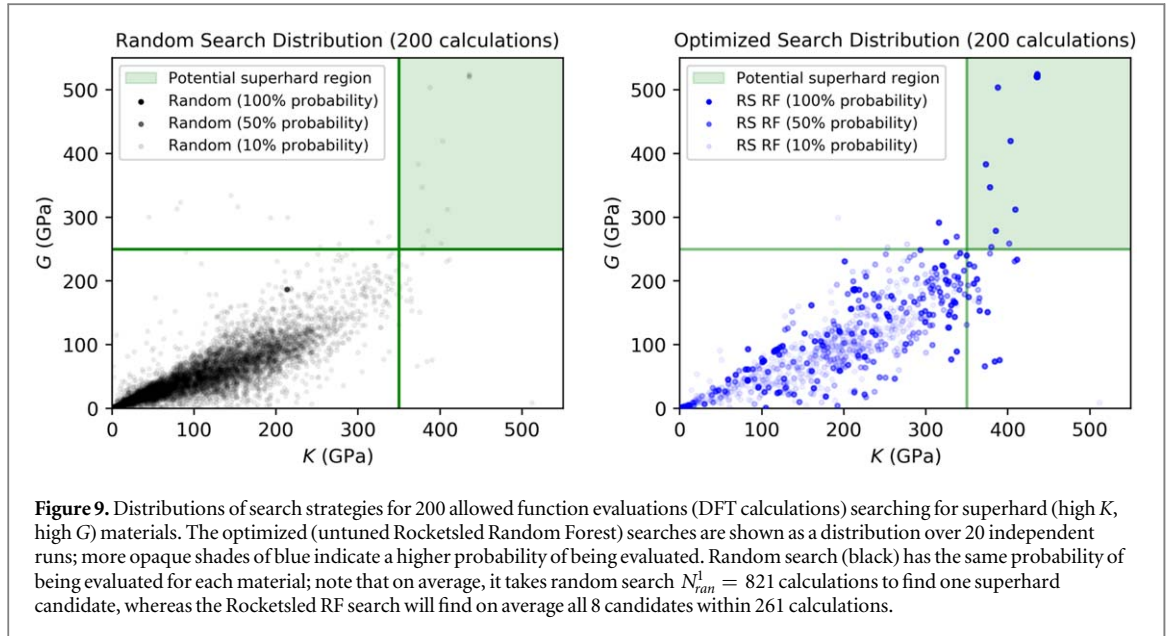 Random Search Distribution (200 calculations)
Potential superhard region
Random (100% probability)
Random (50% probability)
Random (10% probability)
G (GPa)
500
400
300
200
100
0
0 100 200 300 400 500
K (GPa)
Optimized Search Distribution (200 calculations)
Potential superhard region
RS RF (100% probability)
RS RF (50% probability)
RS RF (10% probability)
G (GPa)
500
400
300
200
100
0
0 100 200 300 400 500
K (GPa)
Figure 9. Distributions of search strategies for 200 allowed function evaluations (DFT calculations) searching for superhard (high K,
high G) materials. The optimized (untuned Rocketsled Random Forest) searches are shown as a distribution over 20 independent
runs; more opaque shades of blue indicate a higher probability of being evaluated. Random search (black) has the same probability of
being evaluated for each material; note that on average, it takes random search N¹ᵣₐₙ = 821 calculations to find one superhard
candidate, whereas the Rocketsled RF search will find on average all 8 candidates within 261 calculations.